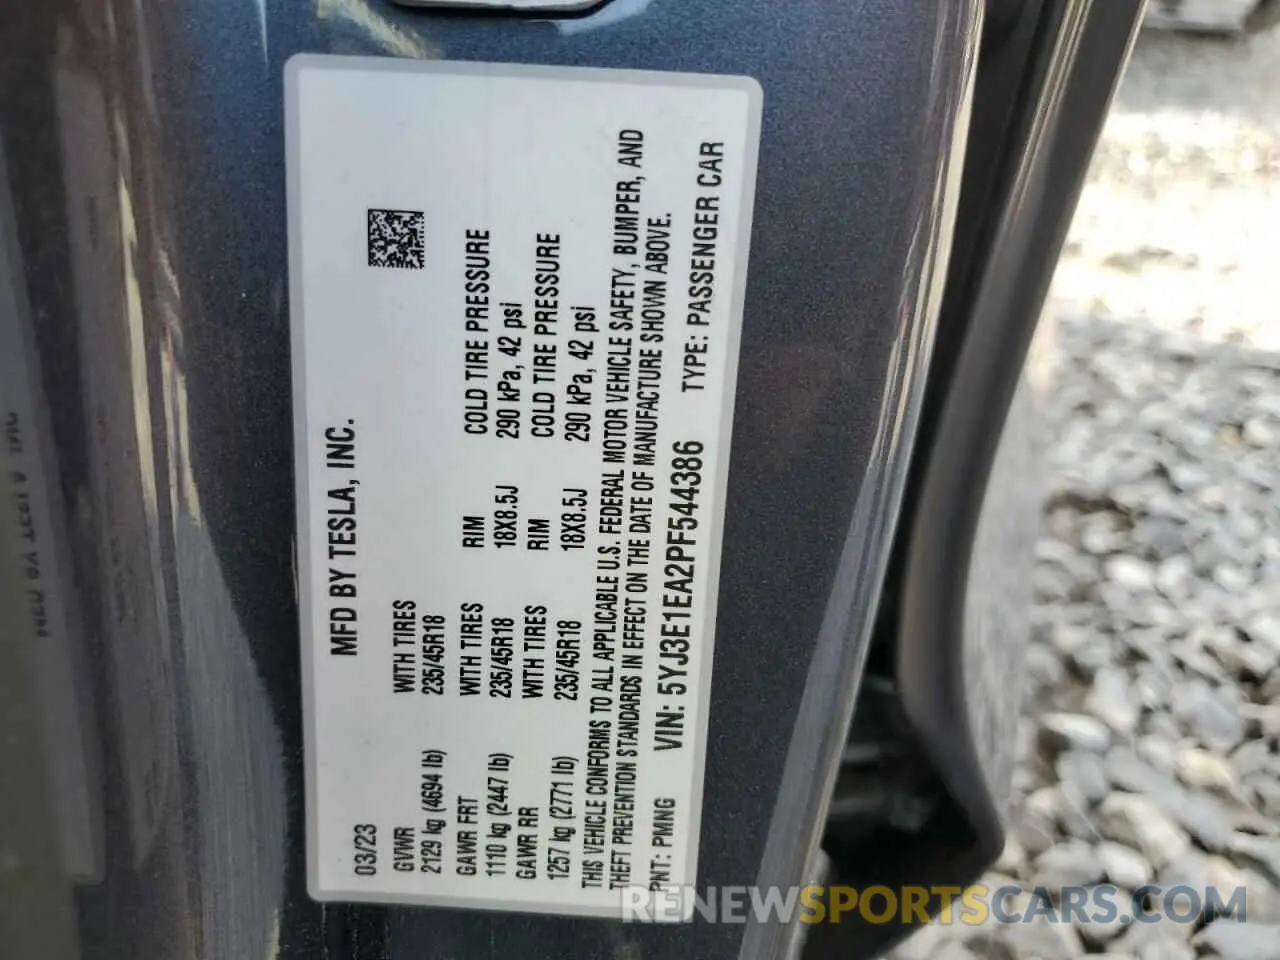 MFD BY TESLA, INC.
03/23
GVWR WITH TIRES
2129 kg (4694 lb) 235/45R18
GAWR FRT WITH TIRES RIM COLD TIRE PRESSURE
1110 kg (2447 lb) 235/45R18 18X8.5J 290 kPa, 42 psi
GAWR RR WITH TIRES RIM COLD TIRE PRESSURE
1257 kg (2771 lb) 235/45R18 18X8.5J 290 kPa, 42 psi
THIS VEHICLE CONFORMS TO ALL APPLICABLE U.S. FEDERAL MOTOR VEHICLE SAFETY, BUMPER, AND
THEFT PREVENTION STANDARDS IN EFFECT ON THE DATE OF MANUFACTURE SHOWN ABOVE.
PNT: PMNG VIN: 5YJ3E1EA2PF544386 TYPE: PASSENGER CAR
RENEWSPORTSCARS.COM